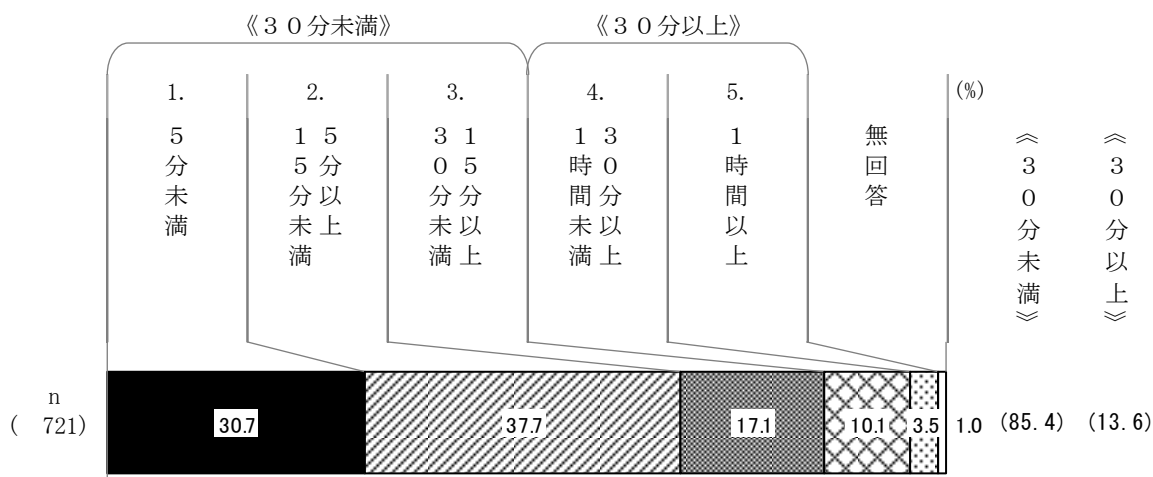 《３０分未満》
《３０分以上》
1.
５分未満
2.
５分以上
１５分未満
3.
１５分以上
３０分未満
4.
３０分以上
１時間未満
5.
１時間以上
無回答
(%)
《３０分未満》
《３０分以上》
n
( 721)
30.7
37.7
17.1
10.1
3.5
1.0
(85.4)
(13.6)